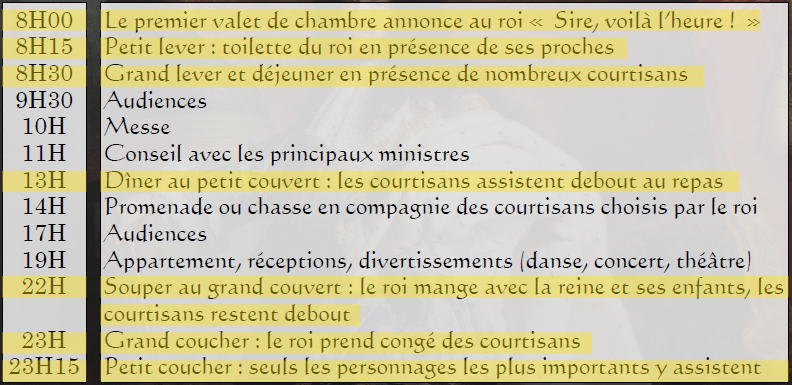 8H00 Le premier valet de chambre annonce au roi « Sire, voilà l'heure ! »
8H15 Petit lever : toilette du roi en présence de ses proches
8H30 Grand lever et déjeuner en présence de nombreux courtisans
9H30 Audiences
10H Messe
11H Conseil avec les principaux ministres
13H Dîner au petit couvert : les courtisans assistent debout au repas
14H Promenade ou chasse en compagnie des courtisans choisis par le roi
17H Audiences
19H Appartement, réceptions, divertissements (danse, concert, théâtre)
22H Souper au grand couvert : le roi mange avec la reine et ses enfants, les
courtisans restent debout
23H Grand coucher : le roi prend congé des courtisans
23H15 Petit coucher : seuls les personnages les plus importants y assistent